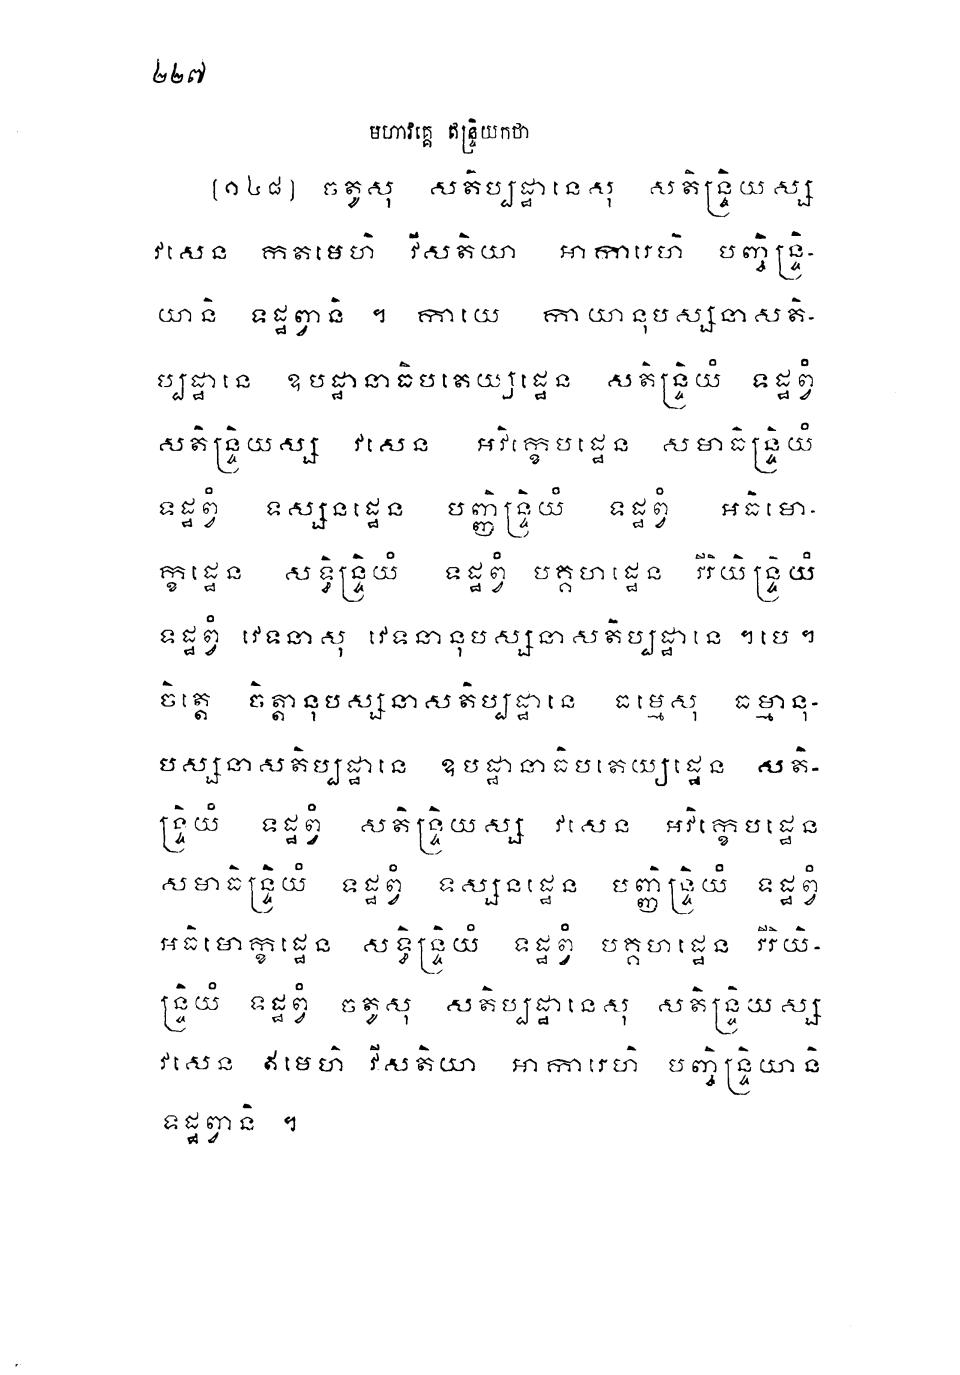 ២២៧
មហាវគ្គេ ឥន្ទ្រិយកថា
[១៤៨] ចតូសុ សតិប្បដ្ឋានេសុ សតិន្ទ្រិយស្ស
វសេន កតមេហិ វីសតិយា អាការេហិ បញ្ចិន្ទ្រិ-
យានិ ទដ្ឋព្វានិ ។ កាយេ កាយានុបស្សនាសតិ-
ប្បដ្ឋានេ ឧបដ្ឋានាធិបតេយ្យដ្ឋេន សតិន្ទ្រិយំ ទដ្ឋព្វំ
សតិន្ទ្រិយស្ស វសេន អវិក្ខេបដ្ឋេន សមាធិន្ទ្រិយំ
ទដ្ឋព្វំ ទស្សនដ្ឋេន បញ្ញិន្ទ្រិយំ ទដ្ឋព្វំ អធិមោ-
ក្ខដ្ឋេន សទ្ធិន្ទ្រិយំ ទដ្ឋព្វំ បគ្គហដ្ឋេន វីរិយិន្ទ្រិយំ
ទដ្ឋព្វំ វេទនាសុ វេទនានុបស្សនាសតិប្បដ្ឋានេ ។បេ។
ចិត្តេ ចិត្តានុបស្សនាសតិប្បដ្ឋានេ ធម្មេសុ ធម្មានុ-
បស្សនាសតិប្បដ្ឋានេ ឧបដ្ឋានាធិបតេយ្យដ្ឋេន សតិ-
ន្ទ្រិយំ ទដ្ឋព្វំ សតិន្ទ្រិយស្ស វសេន អវិក្ខេបដ្ឋេន
សមាធិន្ទ្រិយំ ទដ្ឋព្វំ ទស្សនដ្ឋេន បញ្ញិន្ទ្រិយំ ទដ្ឋព្វំ
អធិមោក្ខដ្ឋេន សទ្ធិន្ទ្រិយំ ទដ្ឋព្វំ បគ្គហដ្ឋេន វីរិយិ-
ន្ទ្រិយំ ទដ្ឋព្វំ ចតូសុ សតិប្បដ្ឋានេសុ សតិន្ទ្រិយស្ស
វសេន ឥមេហិ វីសតិយា អាការេហិ បញ្ចិន្ទ្រិយានិ
ទដ្ឋព្វានិ ។